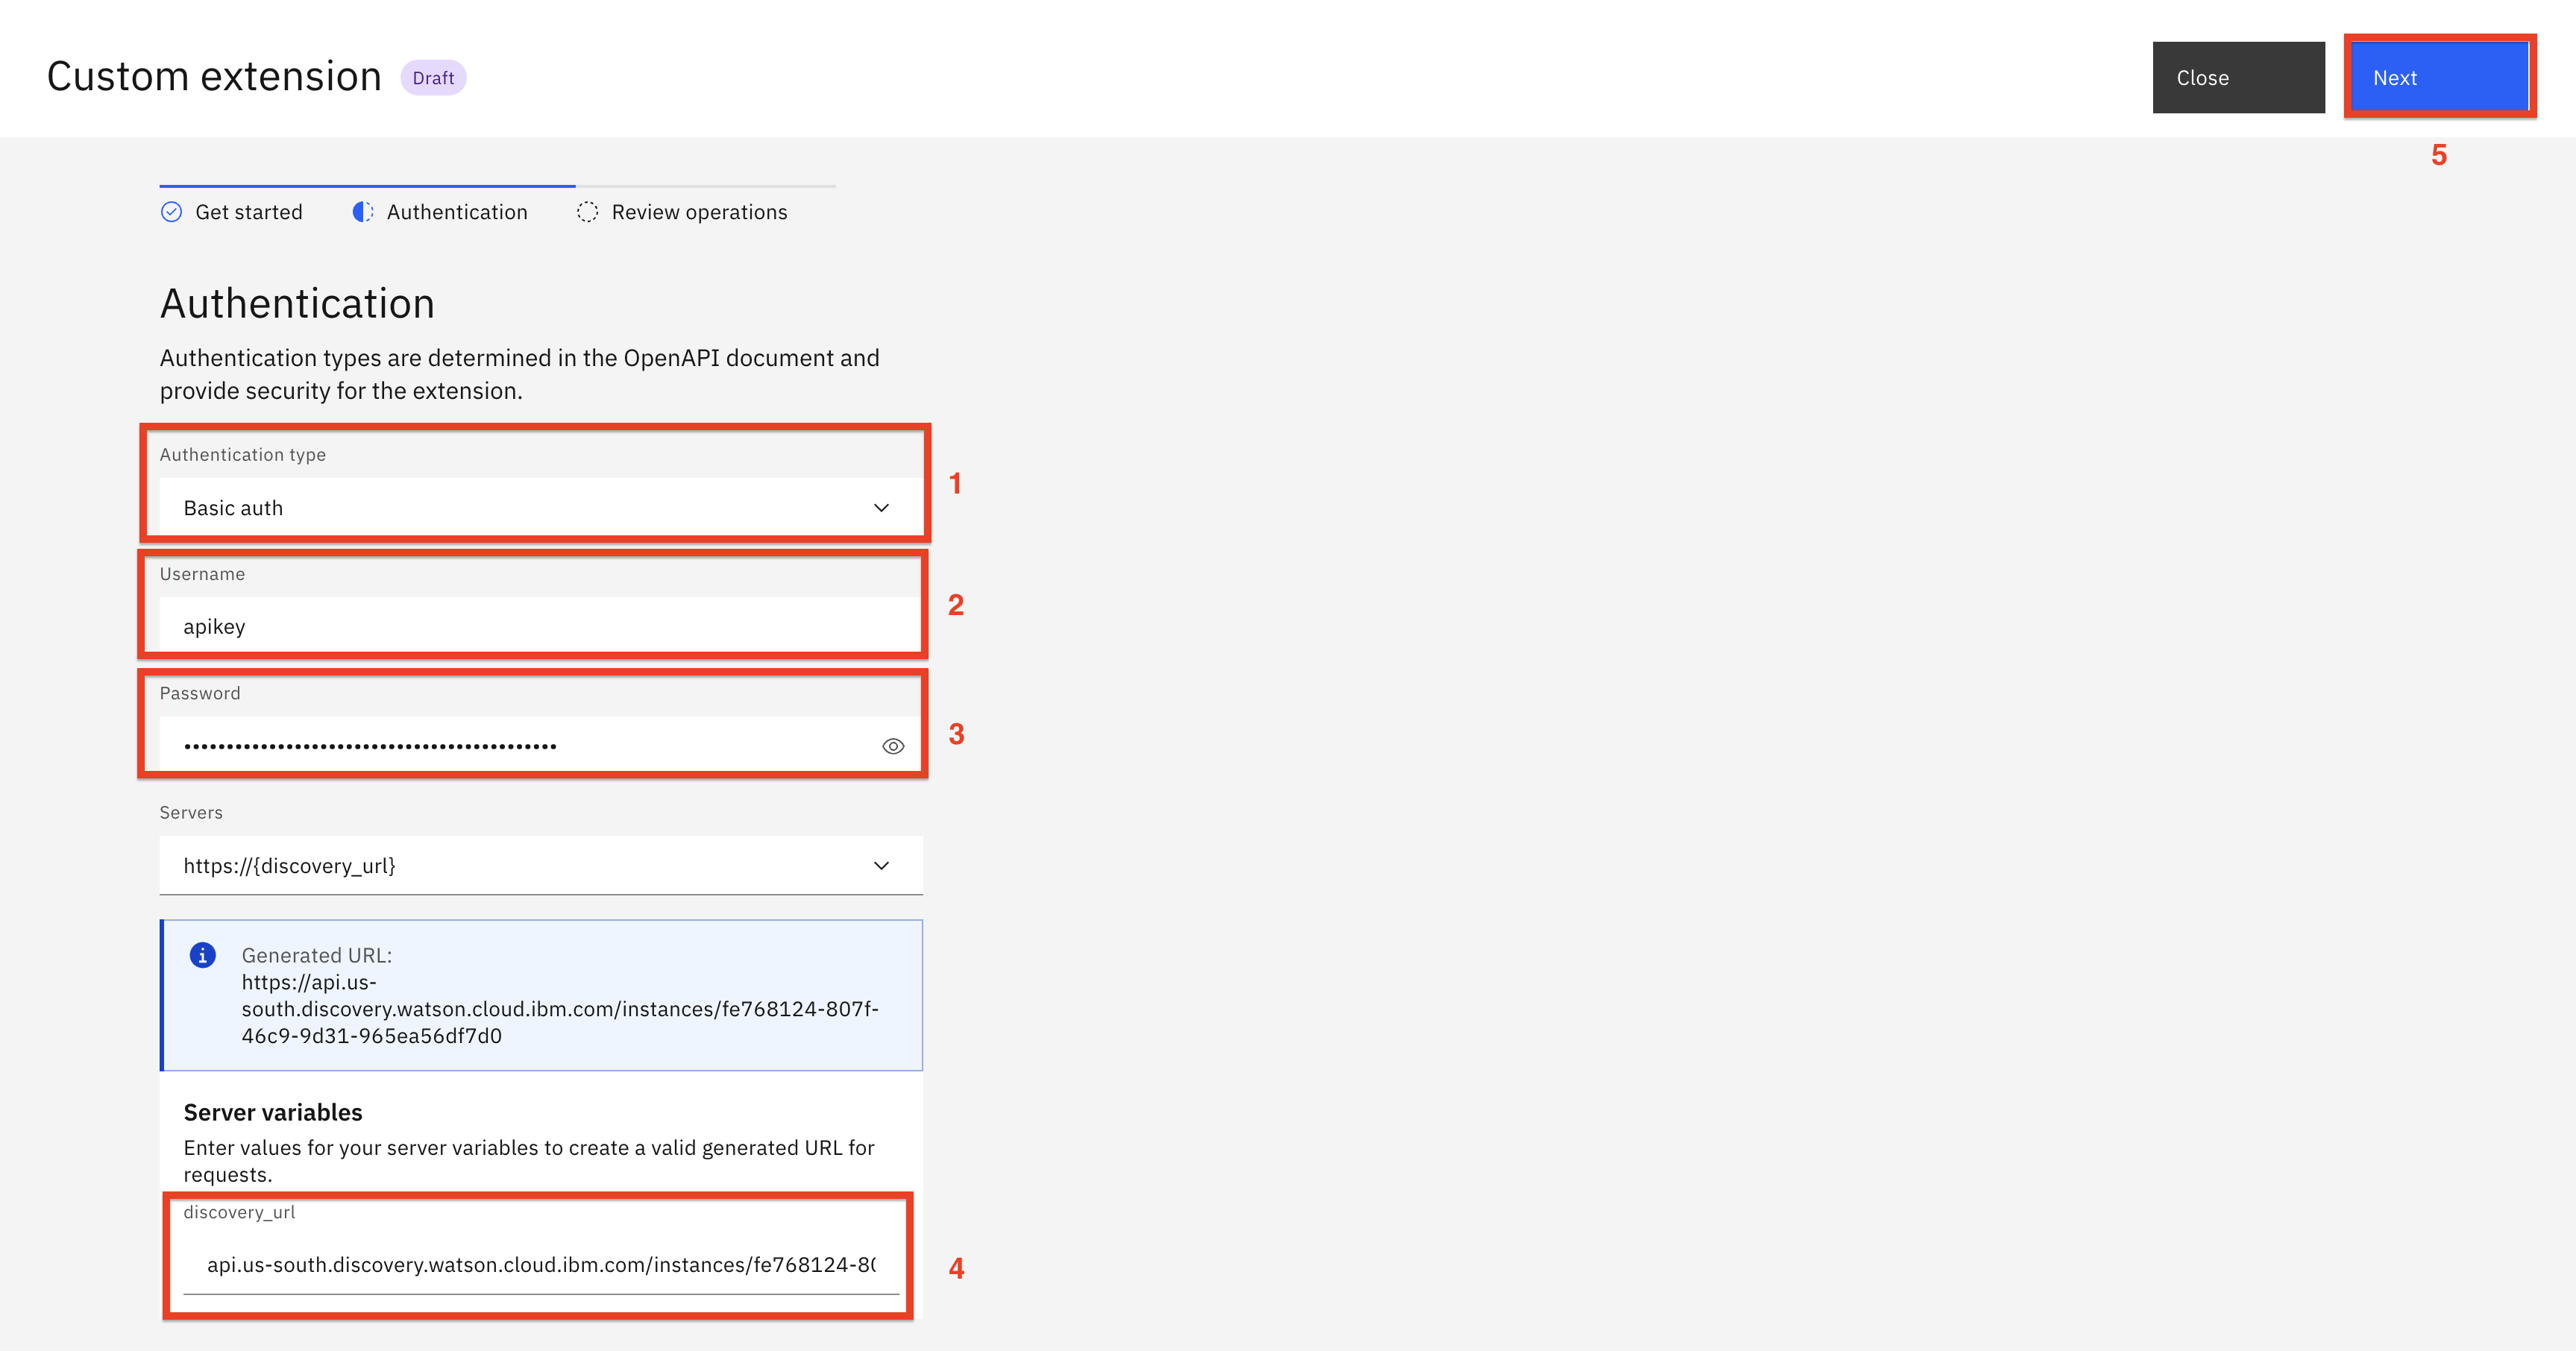 Custom extension Draft
Close
Next
5
Get started
Authentication
Review operations
Authentication
Authentication types are determined in the OpenAPI document and
provide security for the extension.
Authentication type
Basic auth
1
Username
apikey
2
Password
••••••••••••••••••••••••••••••••••••••••••••
3
Servers
https://{discovery_url}
Generated URL:
https://api.us-
south.discovery.watson.cloud.ibm.com/instances/fe768124-807f-
46c9-9d31-965ea56df7d0
Server variables
Enter values for your server variables to create a valid generated URL for
requests.
discovery_url
api.us-south.discovery.watson.cloud.ibm.com/instances/fe768124-80
4